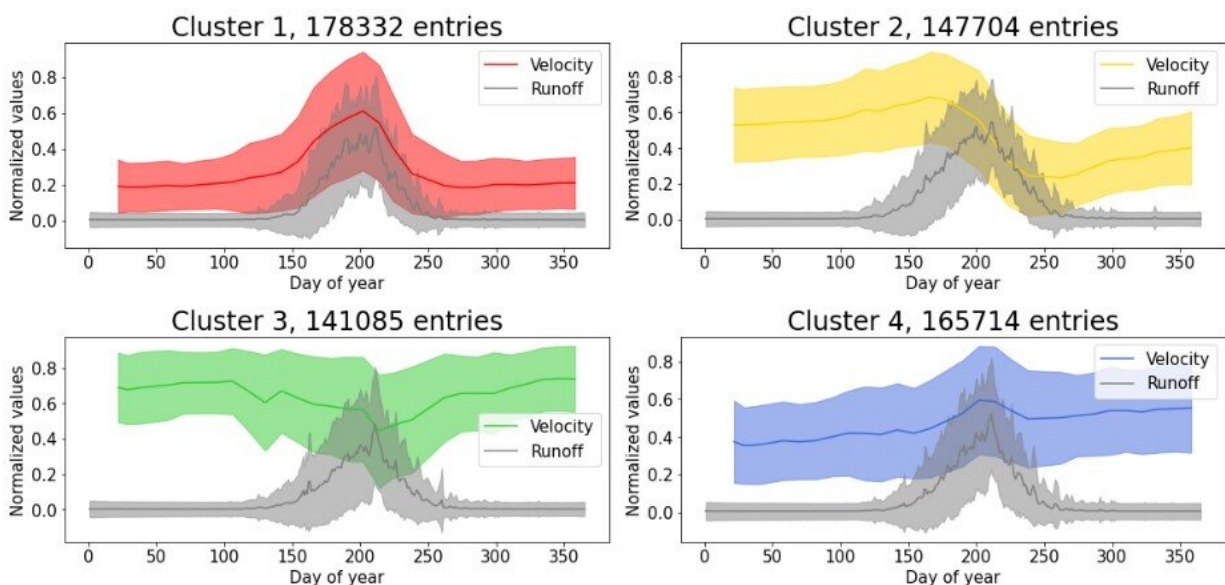 Cluster 1, 178332 entries
Normalized values
0.8
0.6
0.4
0.2
0.0
Velocity
Runoff
0 50 100 150 200 250 300 350
Day of year
Cluster 2, 147704 entries
Normalized values
0.8
0.6
0.4
0.2
0.0
Velocity
Runoff
0 50 100 150 200 250 300 350
Day of year
Cluster 3, 141085 entries
Normalized values
0.8
0.6
0.4
0.2
0.0
Velocity
Runoff
0 50 100 150 200 250 300 350
Day of year
Cluster 4, 165714 entries
Normalized values
0.8
0.6
0.4
0.2
0.0
Velocity
Runoff
0 50 100 150 200 250 300 350
Day of year